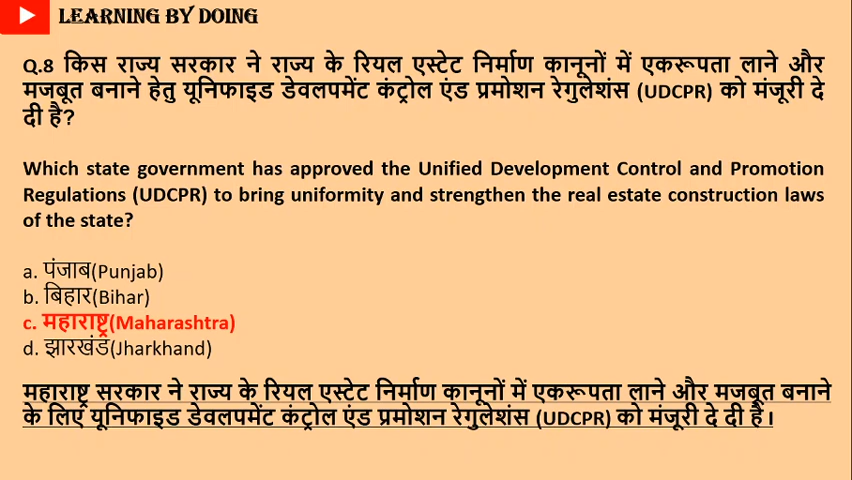 LEARNING BY DOING
Q.8 किस राज्य सरकार ने राज्य के रियल एस्टेट निर्माण कानूनों में एकरूपता लाने और
मजबूत बनाने हेतु यूनिफाइड डेवलपमेंट कंट्रोल एंड प्रमोशन रेगुलेशंस (UDCPR) को मंजूरी दे
दी है?
Which state government has approved the Unified Development Control and Promotion
Regulations (UDCPR) to bring uniformity and strengthen the real estate construction laws
of the state?
a. पंजाब(Punjab)
b. बिहार(Bihar)
c. महाराष्ट्र(Maharashtra)
d. झारखंड(Jharkhand)
महाराष्ट्र सरकार ने राज्य के रियल एस्टेट निर्माण कानूनों में एकरूपता लाने और मजबूत बनाने
के लिए यूनिफाइड डेवलपमेंट कंट्रोल एंड प्रमोशन रेगुलेशंस (UDCPR) को मंजूरी दे दी है।